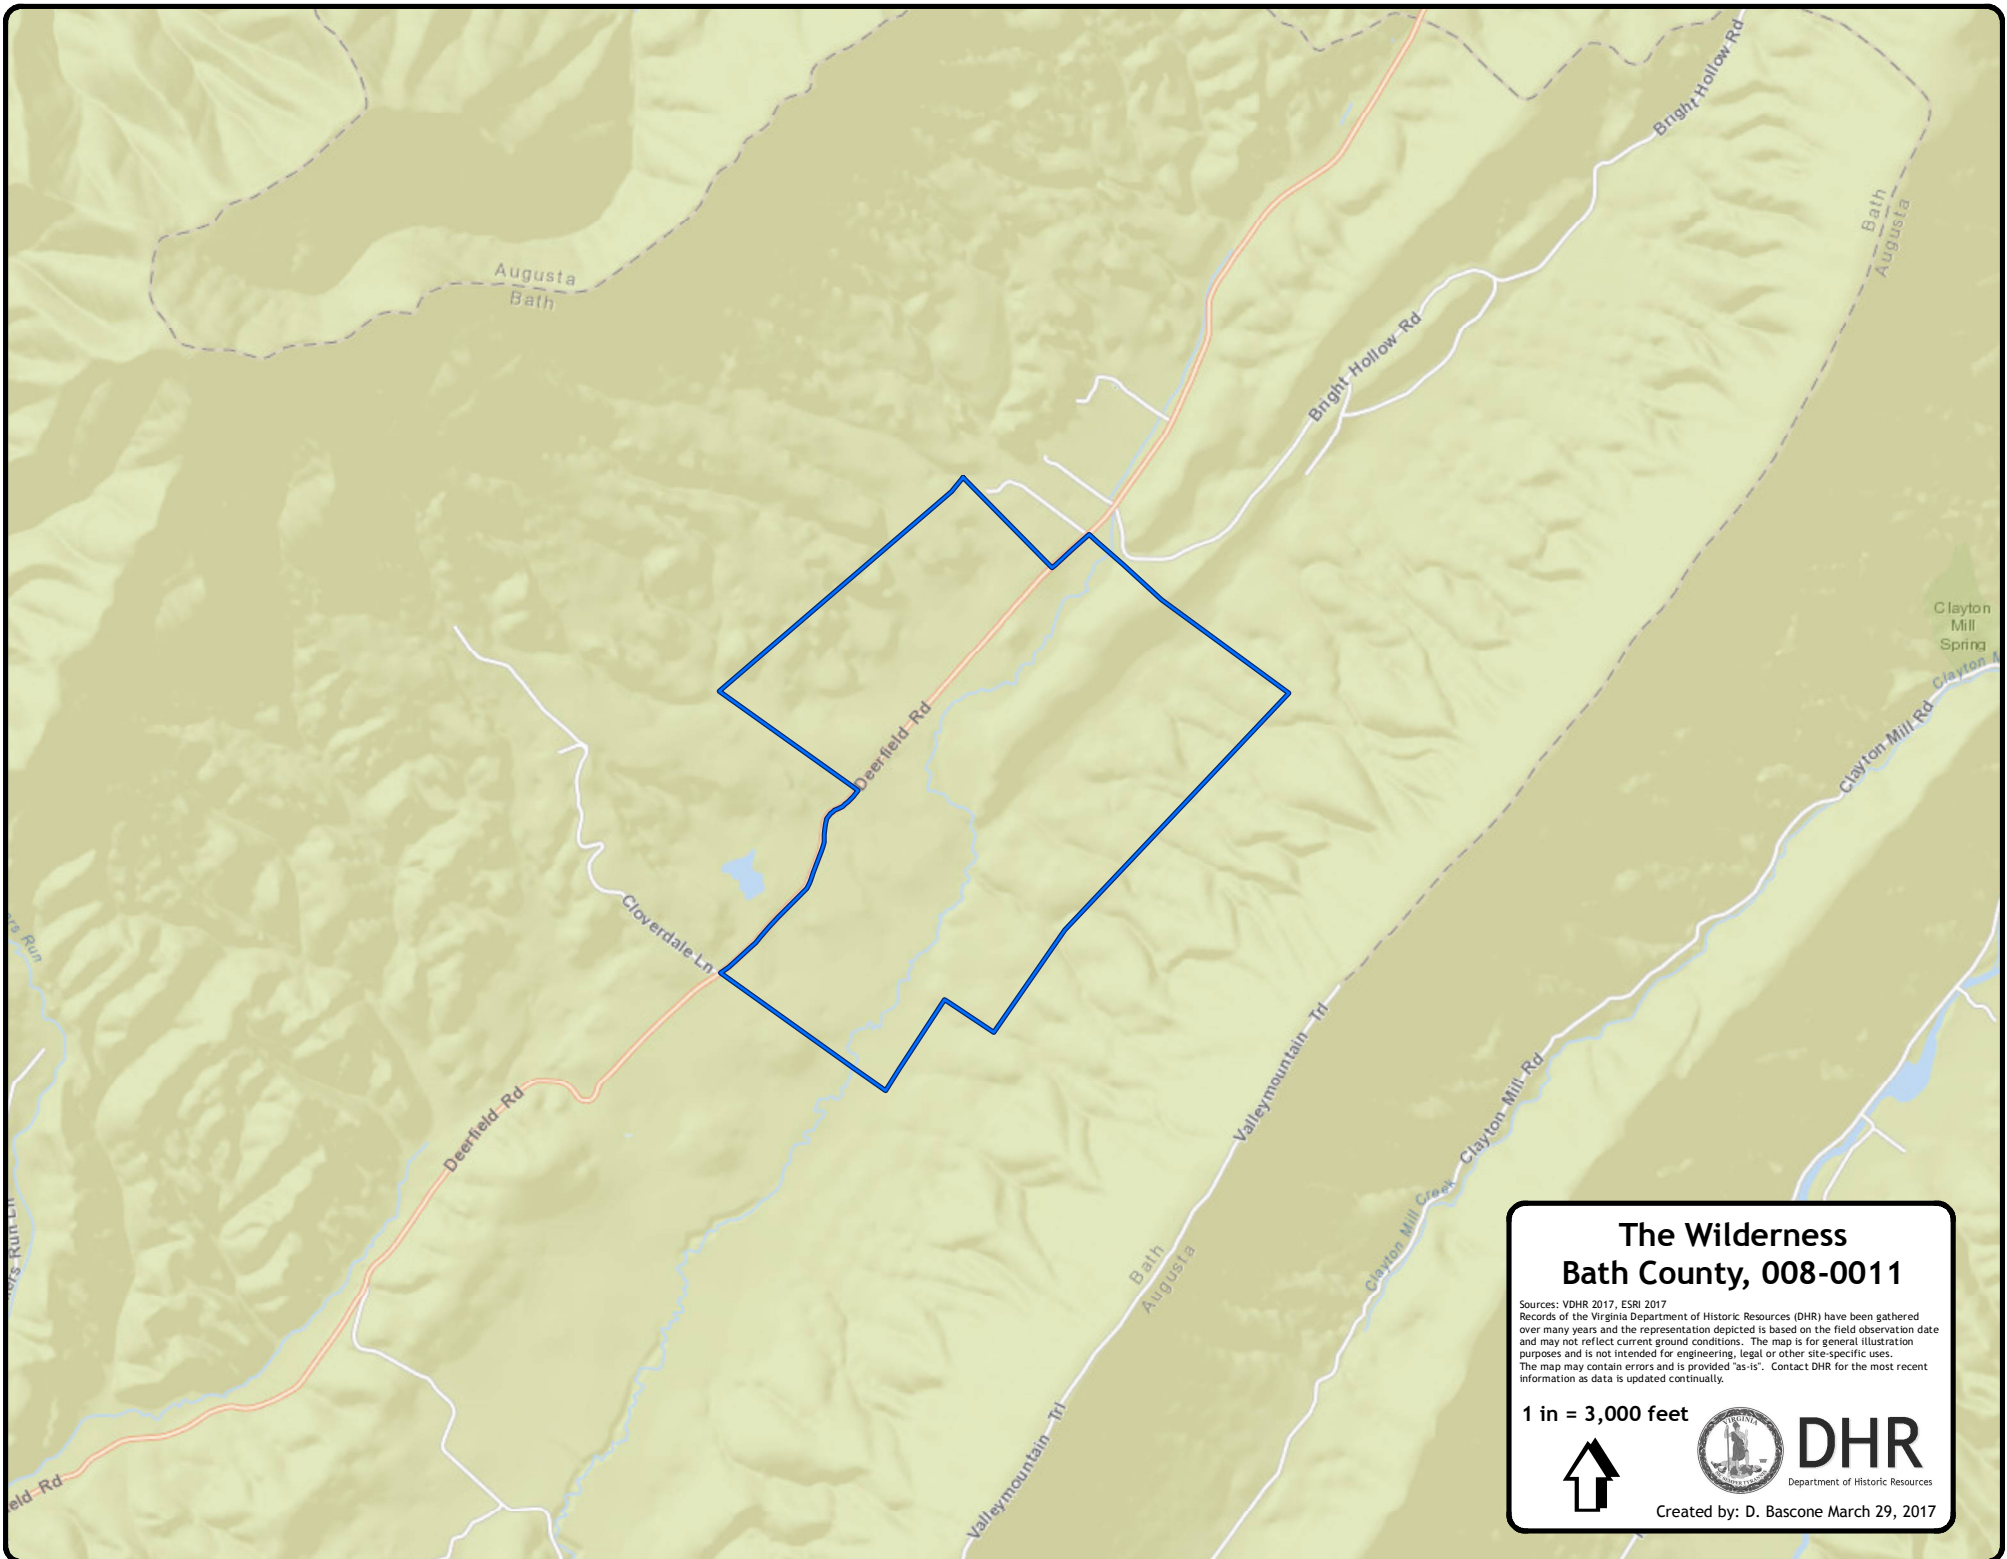 Bright Hollow Rd
Bath
Augusta
Augusta
Bath
Bright Hollow Rd
Clayton
Mill
Spring
Clayton
Clayton Mill Rd
Deerfield Rd
Cloverdale Ln
Run
Valleymountain Trl
Clayton Mill Rd
Deerfield Rd
Clayton Mill Creek
Run Ln
Bath
Augusta
Valleymountain Trl
Rd
The Wilderness
Bath County, 008-0011
Sources: VDHR 2017, ESRI 2017
Records of the Virginia Department of Historic Resources (DHR) have been gathered
over many years and the representation depicted is based on the field observation date
and may not reflect current ground conditions. The map is for general illustration
purposes and is not intended for engineering, legal or other site-specific uses.
The map may contain errors and is provided "as-is". Contact DHR for the most recent
information as data is updated continually.
1 in = 3,000 feet
VIRGINIA
DHR
Department of Historic Resources
Created by: D. Bascone March 29, 2017